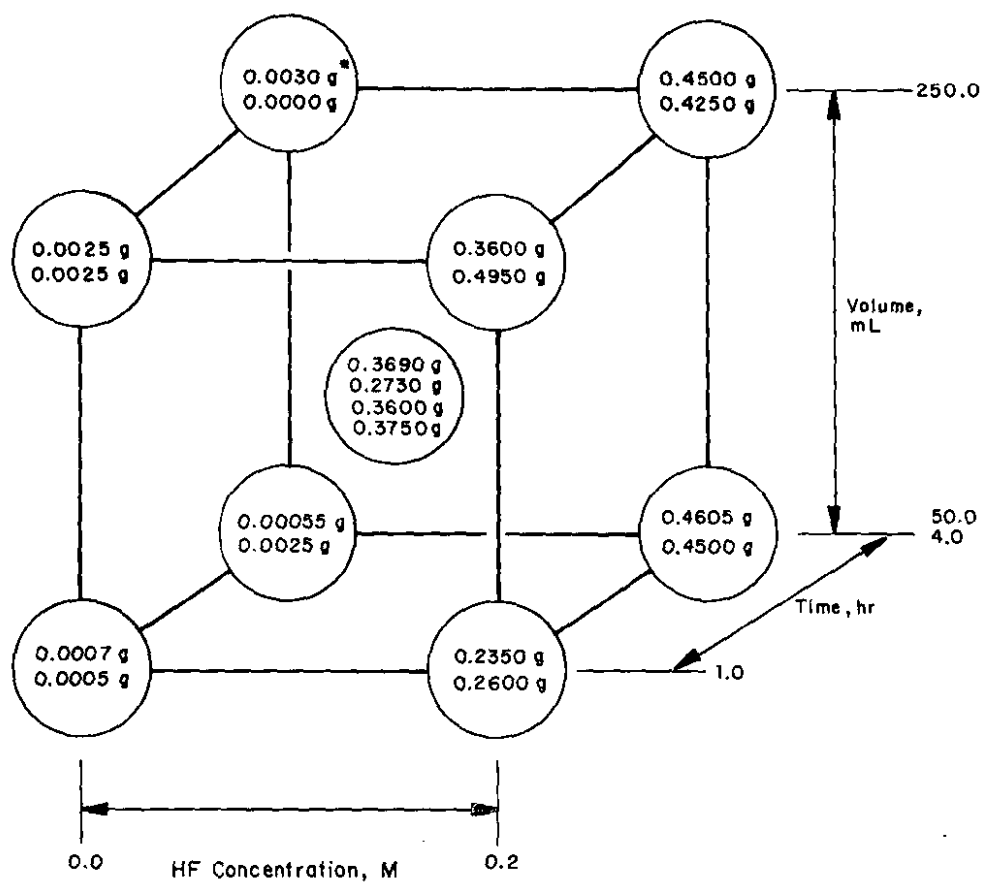 0.0030 g*
0.0000 g
0.4500 g
0.4250 g
250.0
0.0025 g
0.0025 g
0.3600 g
0.4950 g
Volume,
mL
0.3690 g
0.2730 g
0.3600 g
0.3750 g
0.00055 g
0.0025 g
0.4605 g
0.4500 g
50.0
4.0
Time, hr
0.0007 g
0.0005 g
0.2350 g
0.2600 g
1.0
0.0
HF Concentration, M
0.2